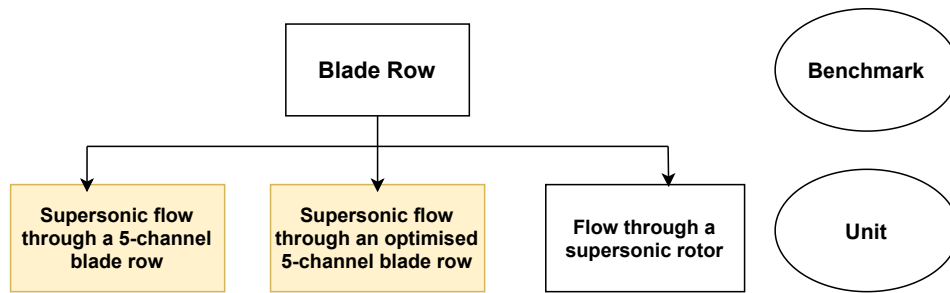 Blade Row
Benchmark
Supersonic flow
through a 5-channel
blade row
Supersonic flow
through an optimised
5-channel blade row
Flow through a
supersonic rotor
Unit